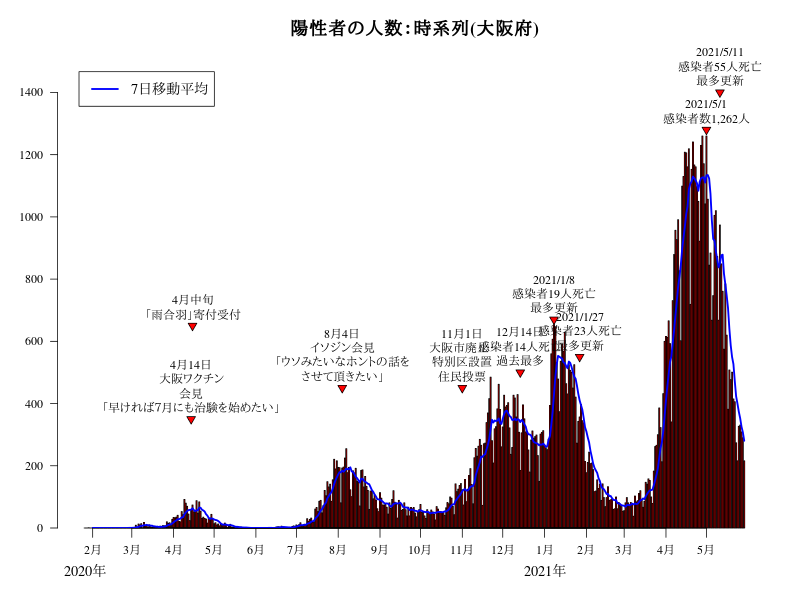 陽性者の人数：時系列(大阪府)
7日移動平均
2021/5/11
感染者55人死亡
最多更新
2021/5/1
感染者数1,262人
2021/1/8
感染者19人死亡
最多更新
2021/1/27
感染者23人死亡
最多更新
12月14日
感染者14人死亡
過去最多
11月1日
大阪市廃止
特別区設置
住民投票
8月4日
イソジン会見
「ウソみたいなホントの話を
させて頂きたい」
4月中旬
「雨合羽」寄付受付
4月14日
大阪ワクチン
会見
「早ければ7月にも治験を始めたい」
1400
1200
1000
800
600
400
200
0
2月 3月 4月 5月 6月 7月 8月 9月 10月 11月 12月 1月 2月 3月 4月 5月
2020年 2021年